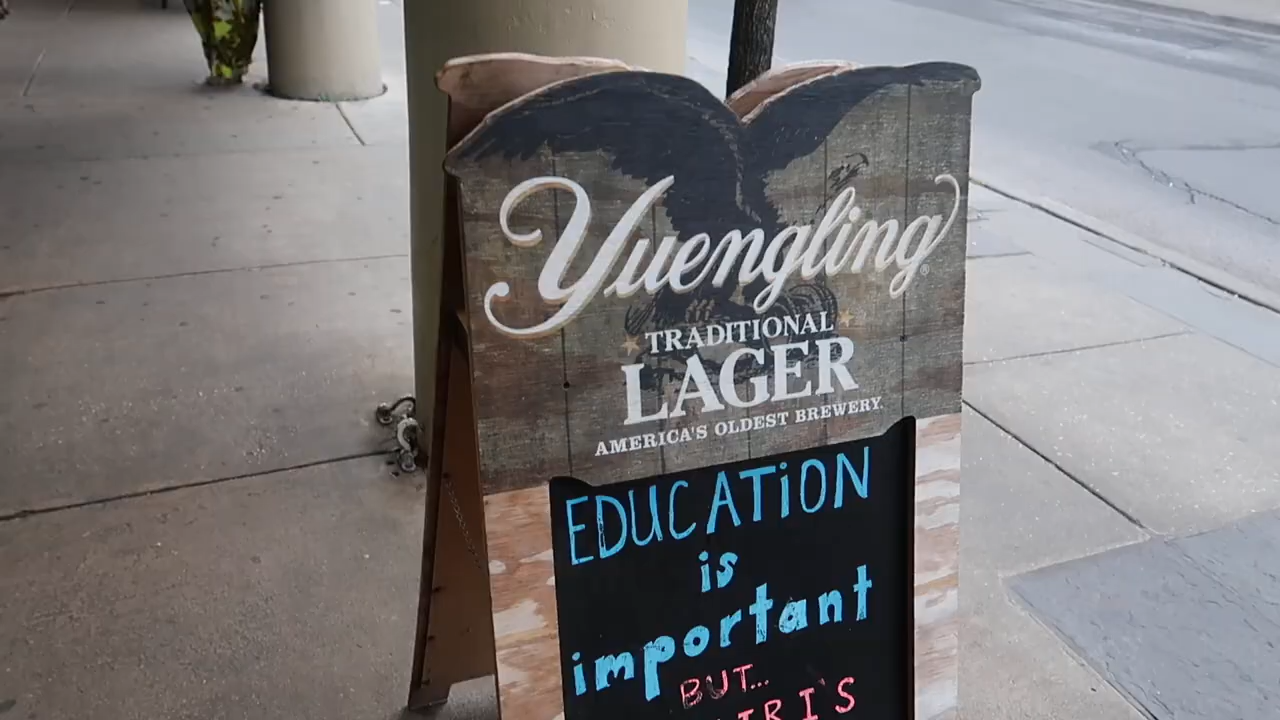 Yuengling®
TRADITIONAL
LAGER
AMERICA'S OLDEST BREWERY.
EDUCATiON
is
important
BUT...